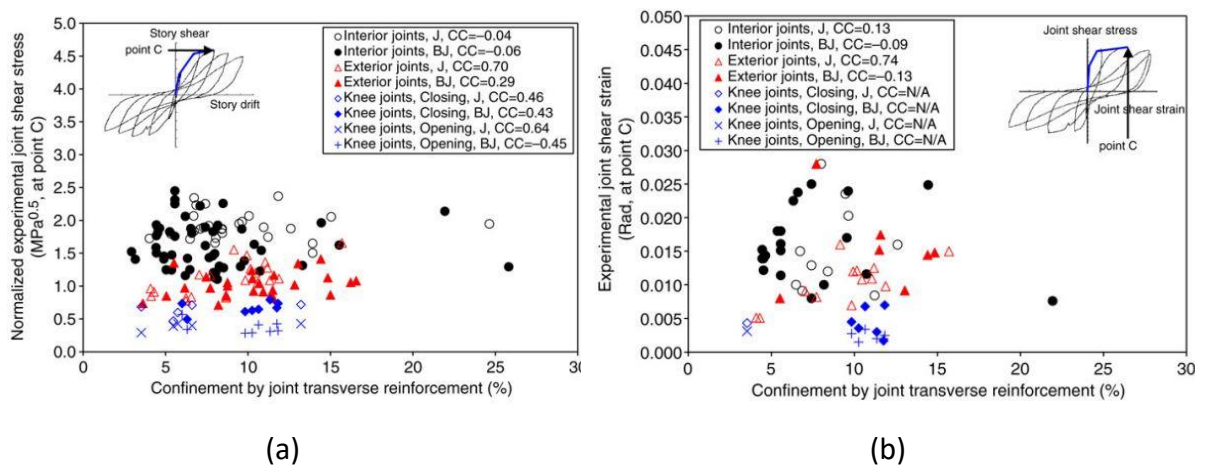 Normalized experimental joint shear stress
(MPa0.5, at point C)
5.0
4.5
4.0
3.5
3.0
2.5
2.0
1.5
1.0
0.5
0.0
Story shear
point C
Story drift
Interior joints, J, CC=−0.04
Interior joints, BJ, CC=−0.06
Exterior joints, J, CC=0.70
Exterior joints, BJ, CC=0.29
Knee joints, Closing, J, CC=0.46
Knee joints, Closing, BJ, CC=0.43
Knee joints, Opening, J, CC=0.64
Knee joints, Opening, BJ, CC=−0.45
0 5 10 15 20 25 30
Confinement by joint transverse reinforcement (%)
(a)
Experimental joint shear strain
(Rad, at point C)
0.050
0.045
0.040
0.035
0.030
0.025
0.020
0.015
0.010
0.005
0.000
Interior joints, J, CC=0.13
Interior joints, BJ, CC=−0.09
Exterior joints, J, CC=0.74
Exterior joints, BJ, CC=−0.13
Knee joints, Closing, J, CC=N/A
Knee joints, Closing, BJ, CC=N/A
Knee joints, Opening, J, CC=N/A
Knee joints, Opening, BJ, CC=N/A
Joint shear stress
Joint shear strain
point C
0 5 10 15 20 25 30
Confinement by joint transverse reinforcement (%)
(b)